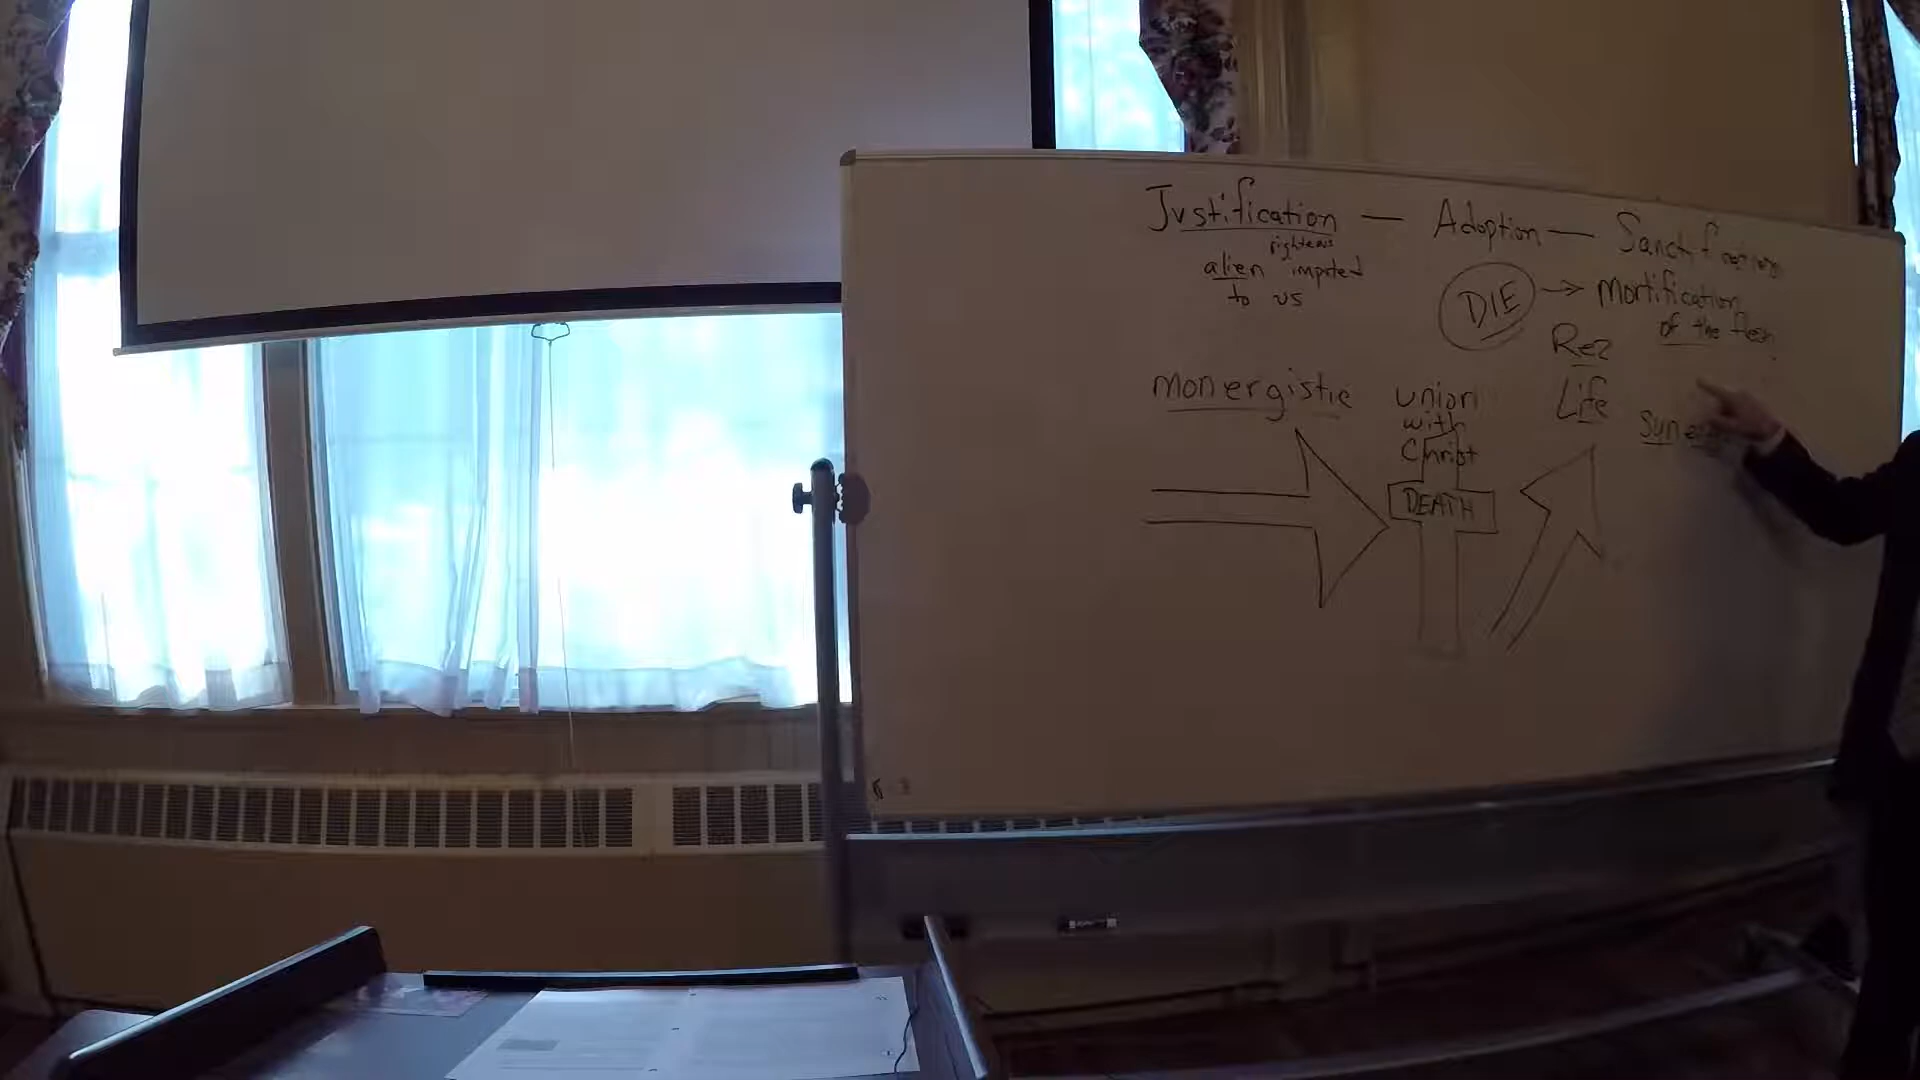 Justification — Adoption — Sanctification
righteous
alien imputed
to us
DIE → mortification
of the flesh
Rez
Life
monergistic
union
with
Christ
DEATH